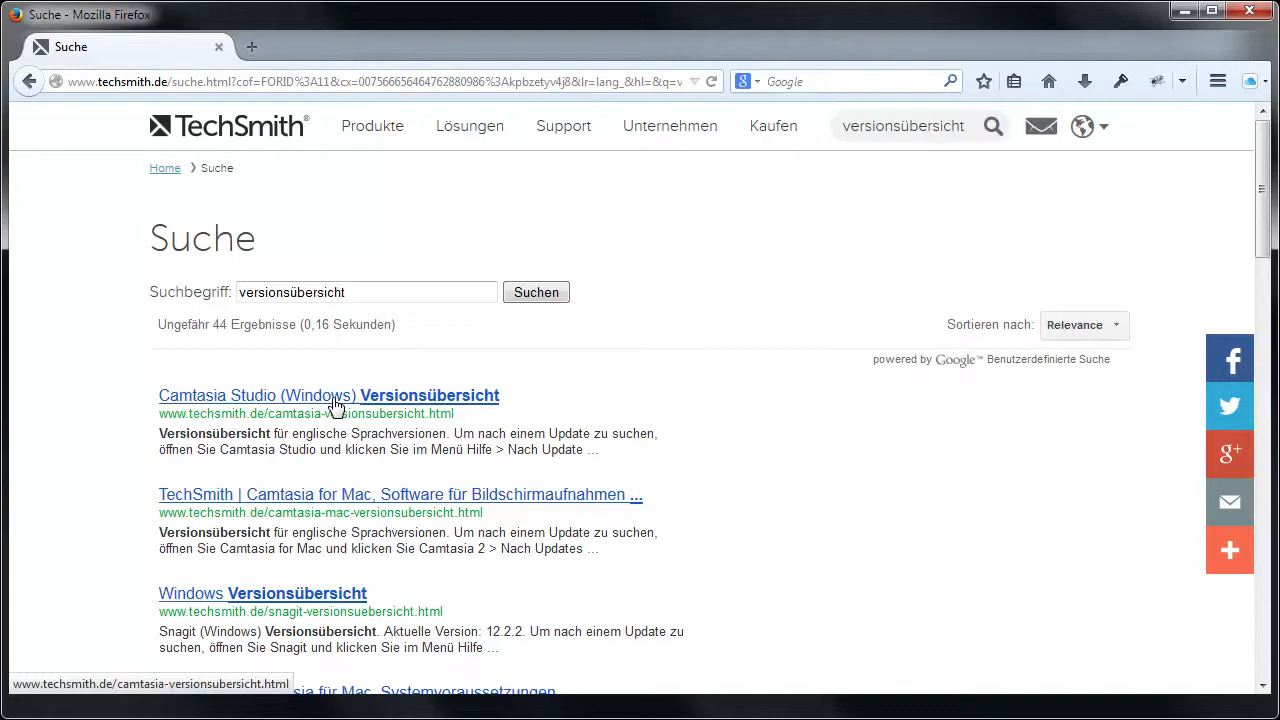 Suche - Mozilla Firefox
Suche
www.techsmith.de/suche.html?cof=FORID%3A11&cx=007566656464762880986%3Akpbzetyv4j8&lr=lang_&hl=&q=v
Google
TechSmith®
Produkte
Lösungen
Support
Unternehmen
Kaufen
versionsübersicht
Home
Suche
Suche
Suchbegriff: versionsübersicht Suchen
Ungefähr 44 Ergebnisse (0,16 Sekunden)
Sortieren nach: Relevance
powered by Google™ Benutzerdefinierte Suche
Camtasia Studio (Windows) Versionsübersicht
www.techsmith.de/camtasia-versionsubersicht.html
Versionsübersicht für englische Sprachversionen. Um nach einem Update zu suchen,
öffnen Sie Camtasia Studio und klicken Sie im Menü Hilfe > Nach Update ...
TechSmith | Camtasia for Mac, Software für Bildschirmaufnahmen ...
www.techsmith.de/camtasia-mac-versionsubersicht.html
Versionsübersicht für englische Sprachversionen. Um nach einem Update zu suchen,
öffnen Sie Camtasia for Mac und klicken Sie Camtasia 2 > Nach Updates ...
Windows Versionsübersicht
www.techsmith.de/snagit-versionsuebersicht.html
Snagit (Windows) Versionsübersicht. Aktuelle Version: 12.2.2. Um nach einem Update zu
suchen, öffnen Sie Snagit und klicken Sie im Menü Hilfe ...
für Mac, Systemvoraussetzungen
www.techsmith.de/camtasia-versionsubersicht.html